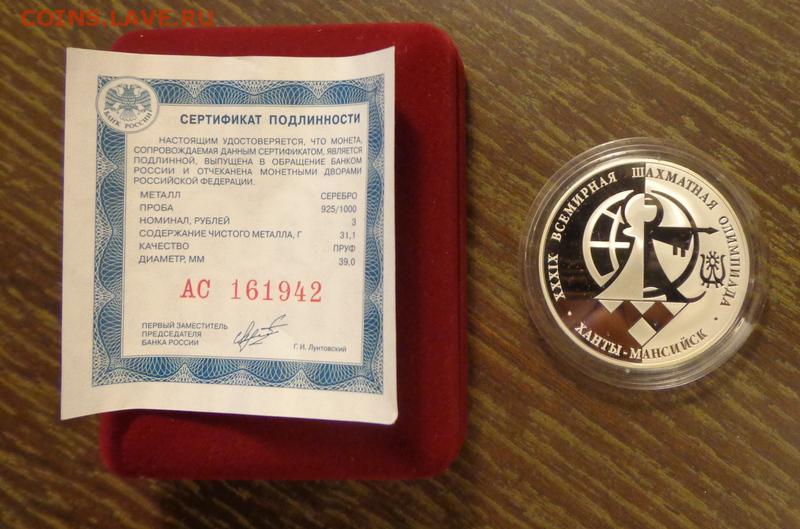 COINS.LAVE.RU
БАНК РОССИИ
СЕРТИФИКАТ ПОДЛИННОСТИ
НАСТОЯЩИМ УДОСТОВЕРЯЕТСЯ, ЧТО МОНЕТА,
СОПРОВОЖДАЕМАЯ ДАННЫМ СЕРТИФИКАТОМ, ЯВЛЯЕТСЯ
ПОДЛИННОЙ, ВЫПУЩЕНА В ОБРАЩЕНИЕ БАНКОМ
РОССИИ И ОТЧЕКАНЕНА МОНЕТНЫМИ ДВОРАМИ
РОССИЙСКОЙ ФЕДЕРАЦИИ.
МЕТАЛЛ СЕРЕБРО
ПРОБА 925/1000
НОМИНАЛ, РУБЛЕЙ 3
СОДЕРЖАНИЕ ЧИСТОГО МЕТАЛЛА, Г 31,1
КАЧЕСТВО ПРУФ
ДИАМЕТР, ММ 39,0
АС 161942
ПЕРВЫЙ ЗАМЕСТИТЕЛЬ
ПРЕДСЕДАТЕЛЯ
БАНКА РОССИИ
Г. И. Лунтовский
XXXIX ВСЕМИРНАЯ ШАХМАТНАЯ ОЛИМПИАДА
• ХАНТЫ-МАНСИЙСК •